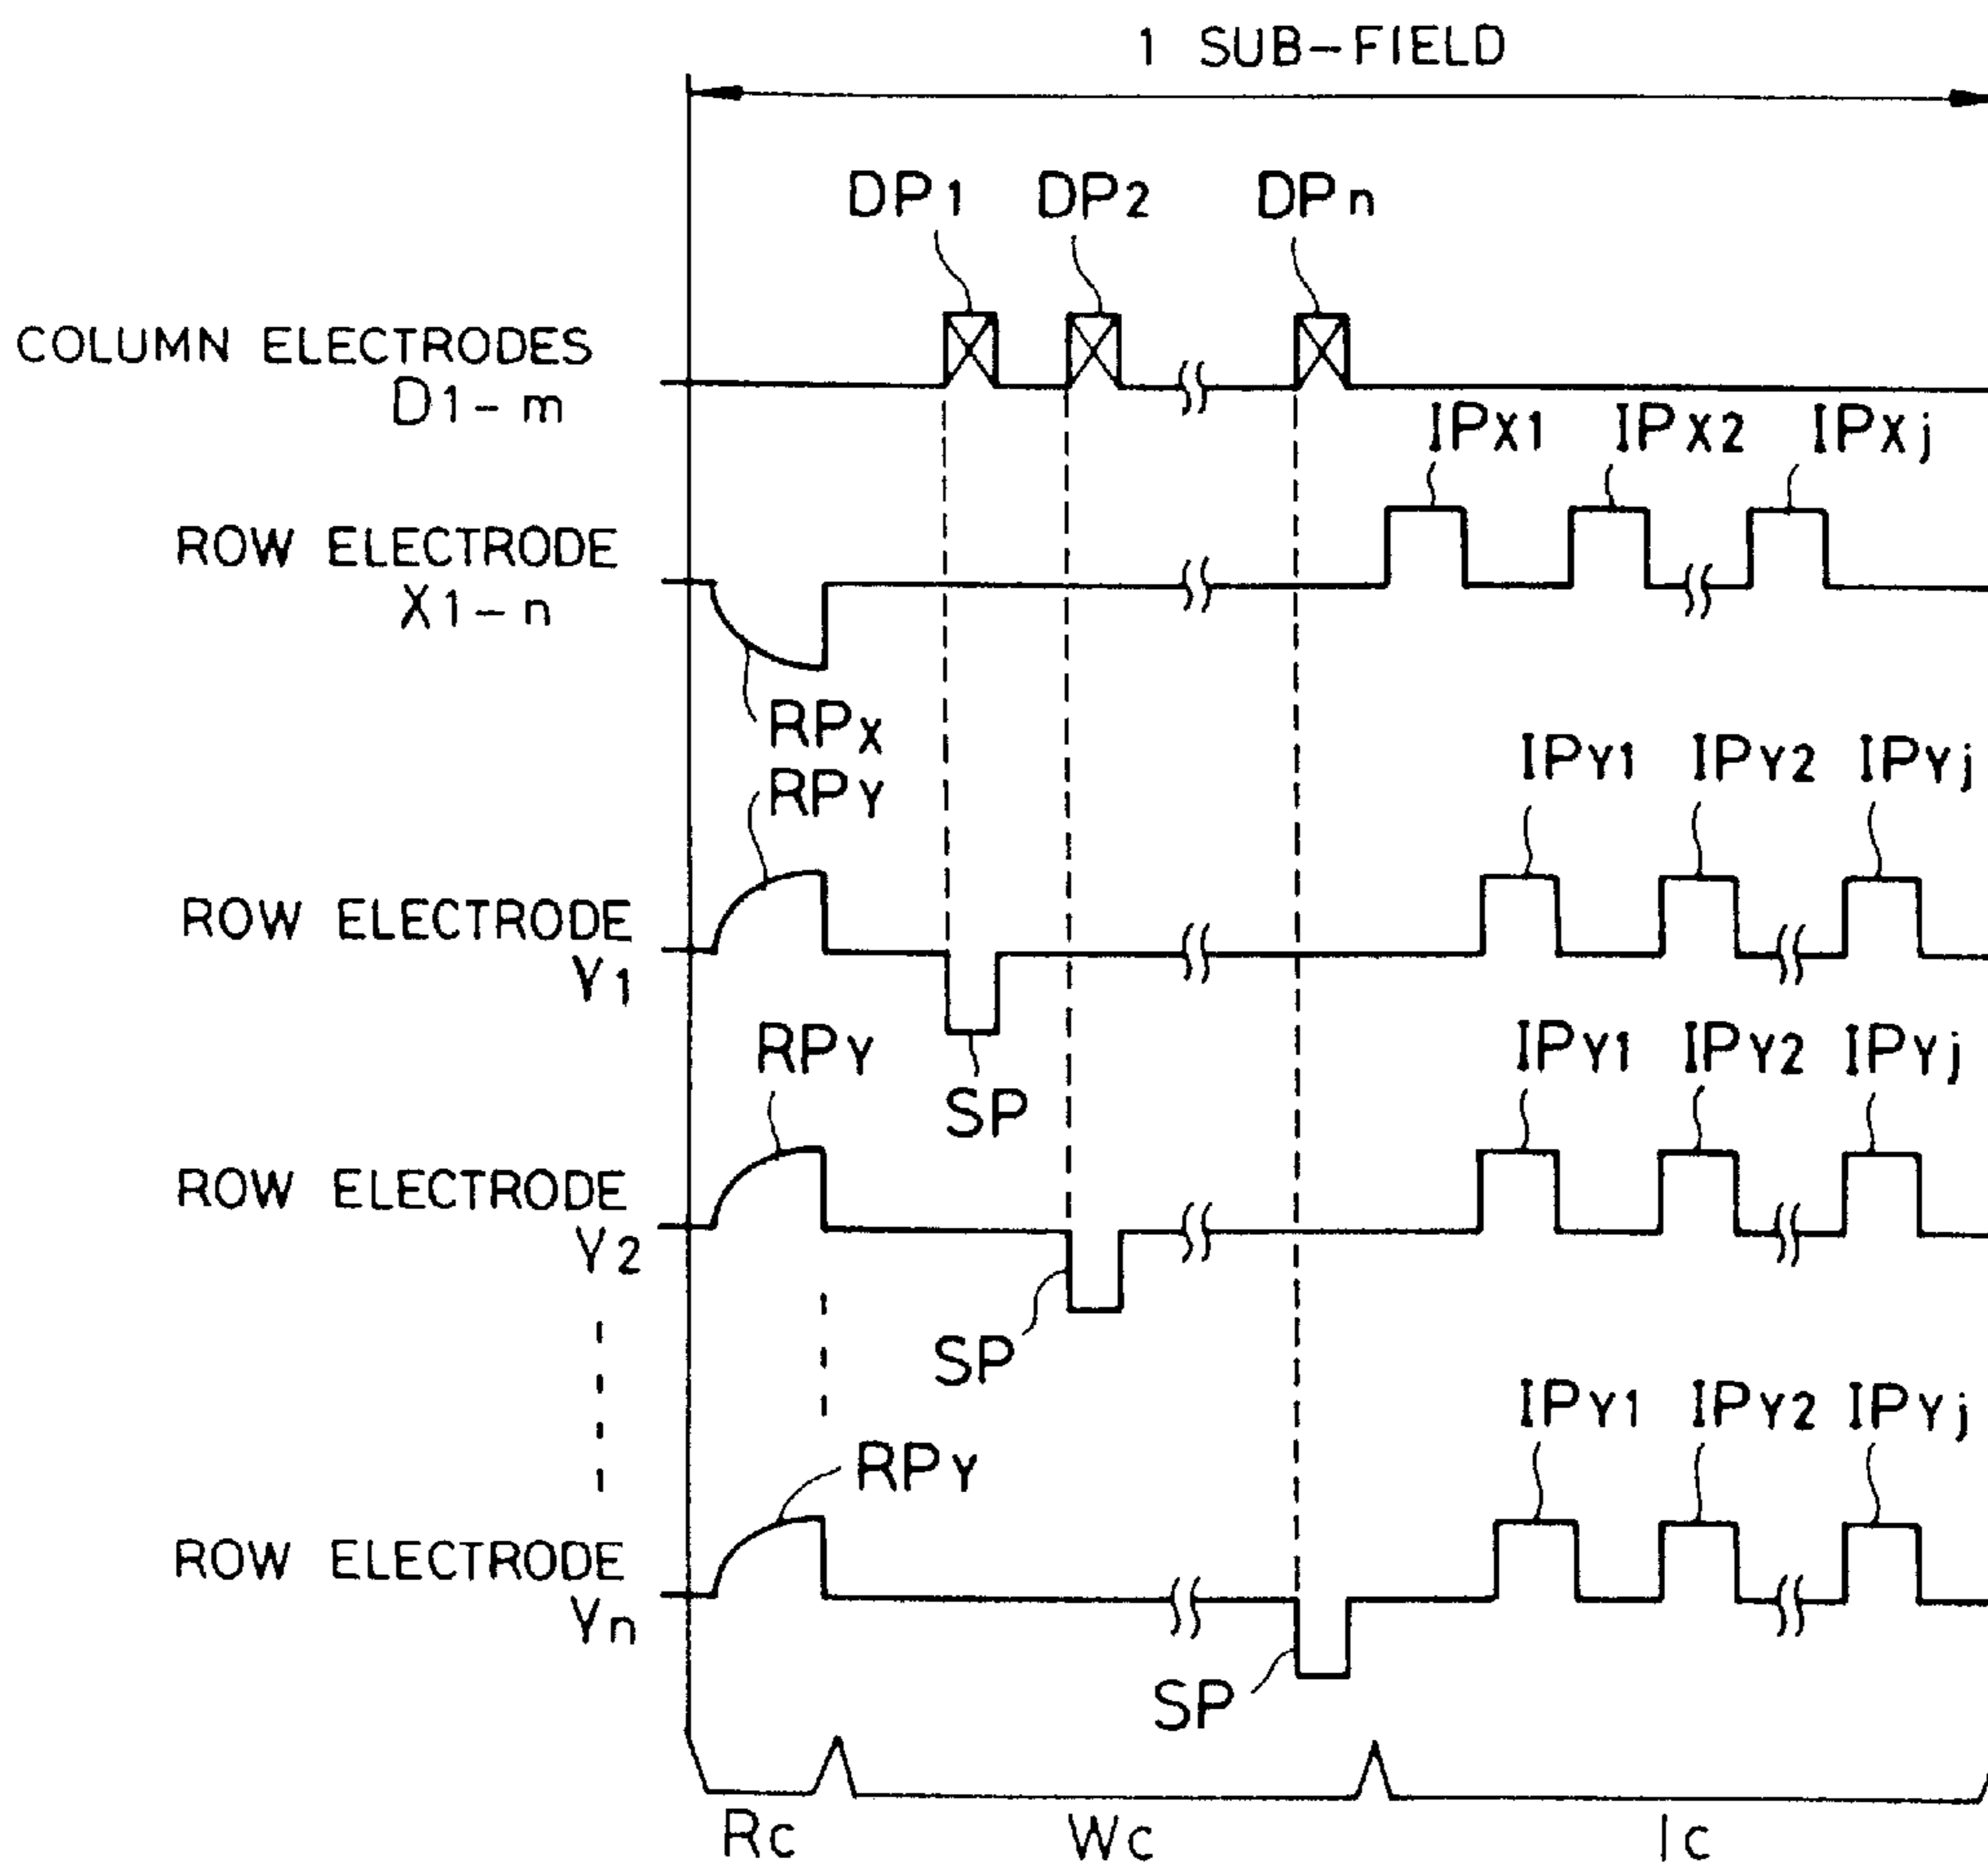 1 SUB-FIELD
DP1 DP2 DPn
COLUMN ELECTRODES
D1-m
IPX1 IPX2 IPXj
ROW ELECTRODE
X1-n
RPX
RPY
IPY1 IPY2 IPYj
ROW ELECTRODE
Y1
SP
RPY
IPY1 IPY2 IPYj
ROW ELECTRODE
Y2
SP
RPY
IPY1 IPY2 IPYj
ROW ELECTRODE
Yn
SP
Rc Wc Ic